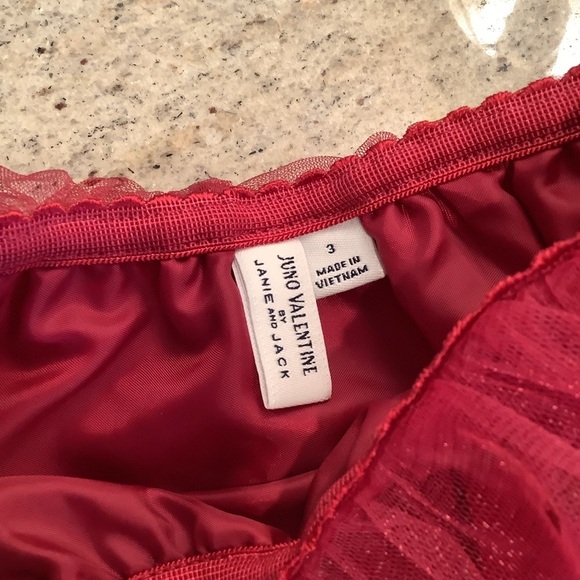 JUNO VALENTINE
BY
JANIE AND JACK
3
MADE IN
VIETNAM